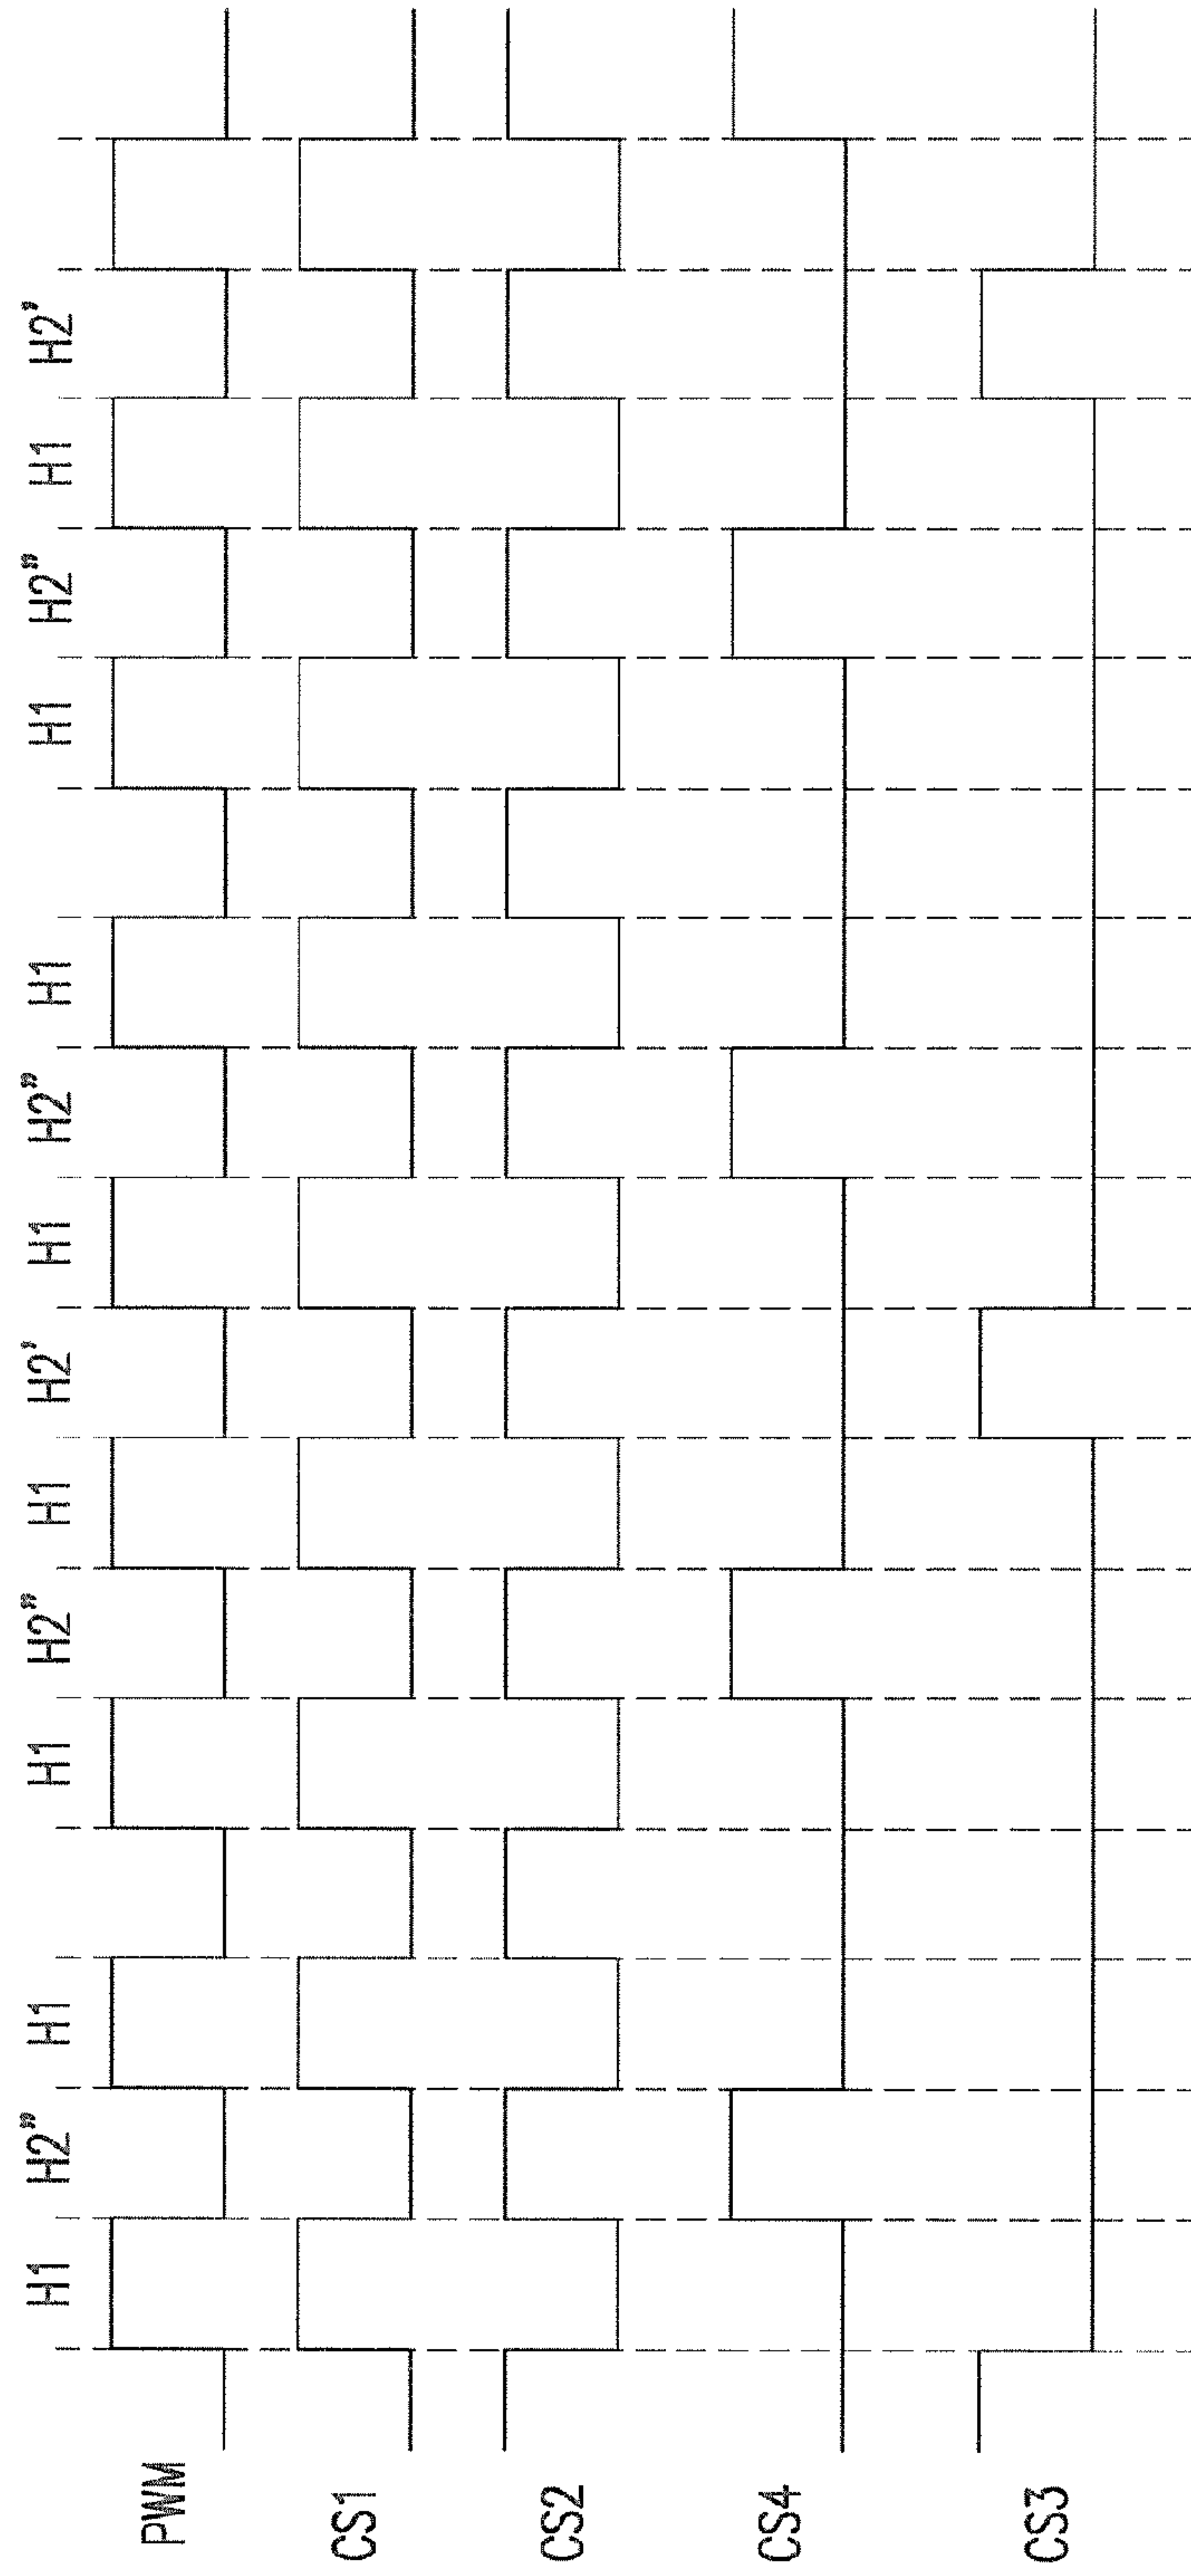 H1 H2" H1 H1 H2" H1 H2' H1 H2" H1 H1 H2" H1 H2'
PWM
CS1
CS2
CS4
CS3